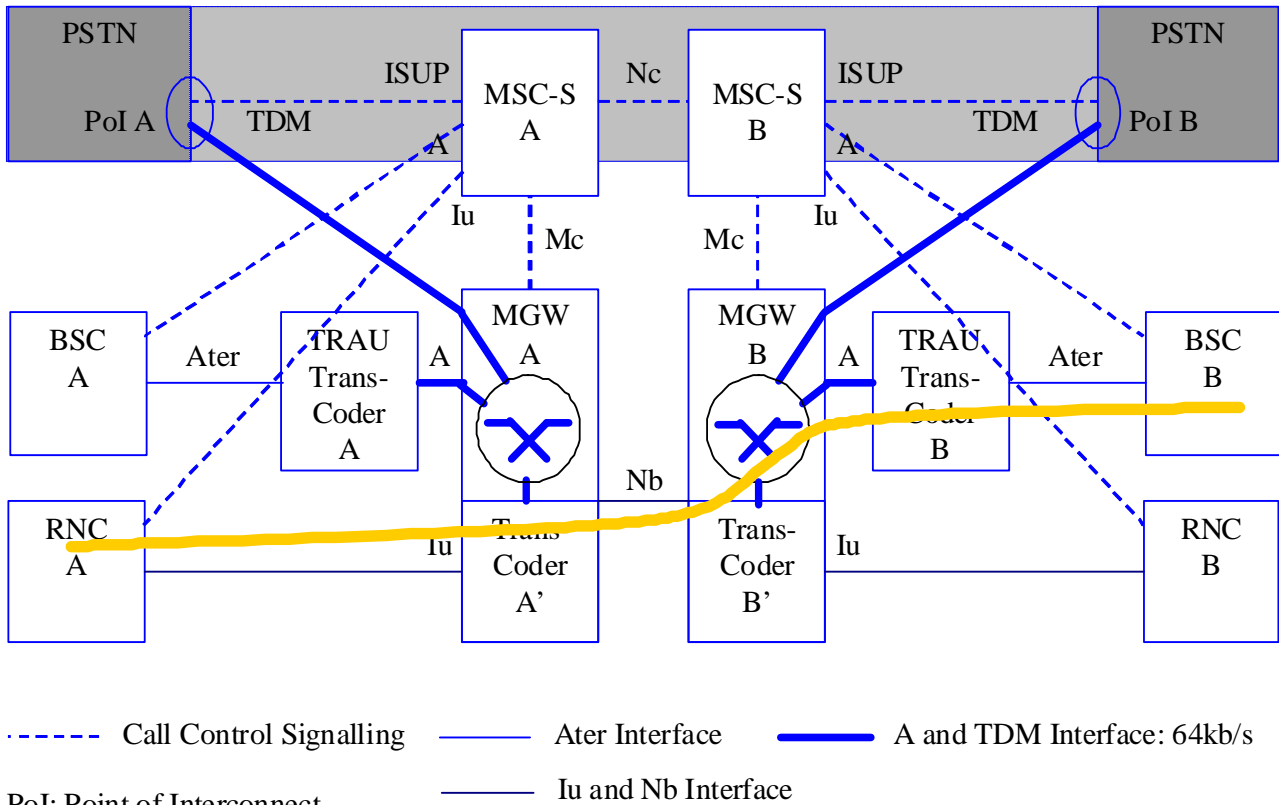 PSTN
PSTN
ISUP
Nc
ISUP
MSC-S
A
MSC-S
B
PoI A
TDM
TDM
PoI B
A
A
Iu
Iu
Mc
Mc
MGW
A
MGW
B
BSC
A
Ater
TRAU
Trans-
Coder
A
A
A
TRAU
Trans-
Coder
B
Ater
BSC
B
Nb
RNC
A
Iu
Trans-
Coder
A’
Trans-
Coder
B’
Iu
RNC
B
Call Control Signalling
Ater Interface
A and TDM Interface: 64kb/s
PoI: Point of Interconnect
Iu and Nb Interface